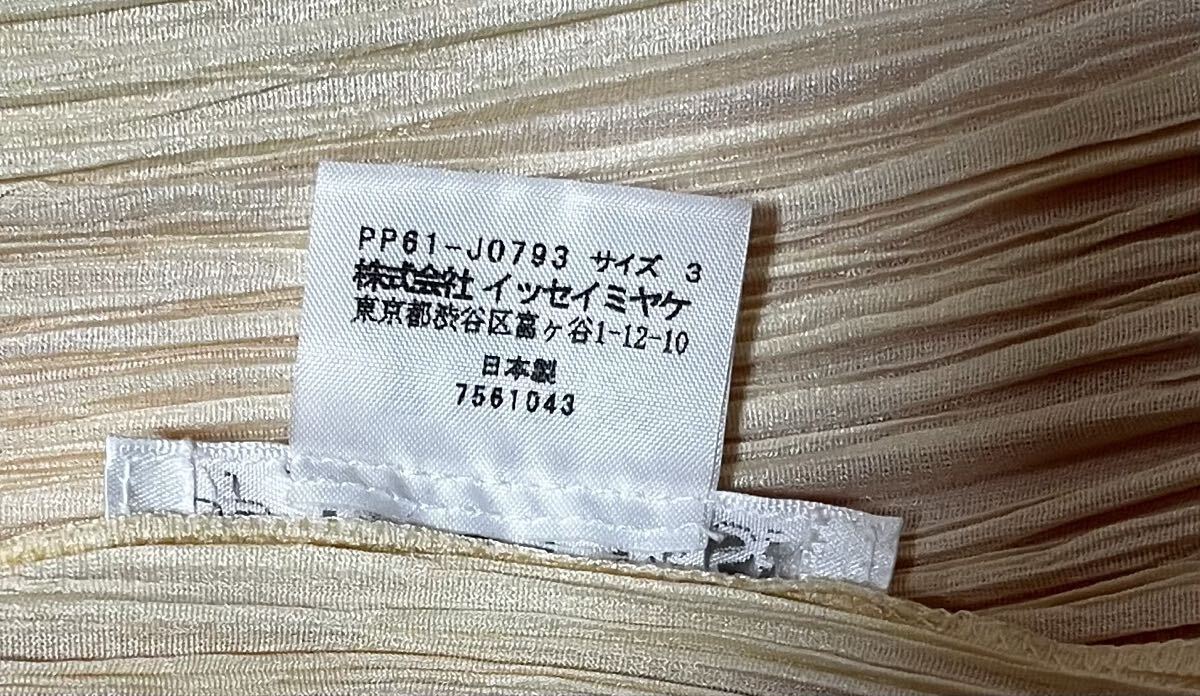 PP61-J0793 サイズ 3
株式会社 イッセイミヤケ
東京都渋谷区富ヶ谷1-12-10
日本製
7561043